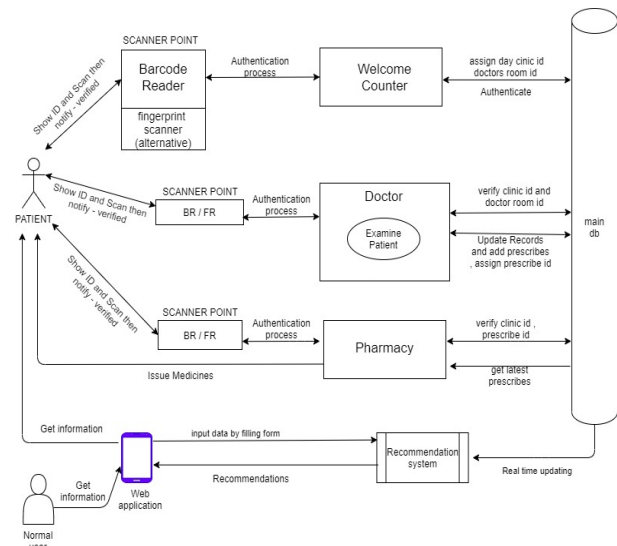 SCANNER POINT
Barcode
Reader
fingerprint
scanner
(alternative)
Show ID and Scan then
notify - verified
Authentication
process
Welcome
Counter
assign day cinic id
doctors room id
Authenticate
PATIENT
Show ID and Scan then
notify - verified
SCANNER POINT
BR / FR
Authentication
process
Doctor
Examine
Patient
verify clinic id and
doctor room id
Update Records
and add prescribes
, assign prescribe id
main
db
Show ID and Scan then
notify - verified
SCANNER POINT
BR / FR
Authentication
process
Pharmacy
verify clinic id ,
prescribe id
get latest
prescribes
Issue Medicines
Get information
input data by filling form
Recommendation
system
Real time updating
Recommendations
Web
application
Get
information
Normal